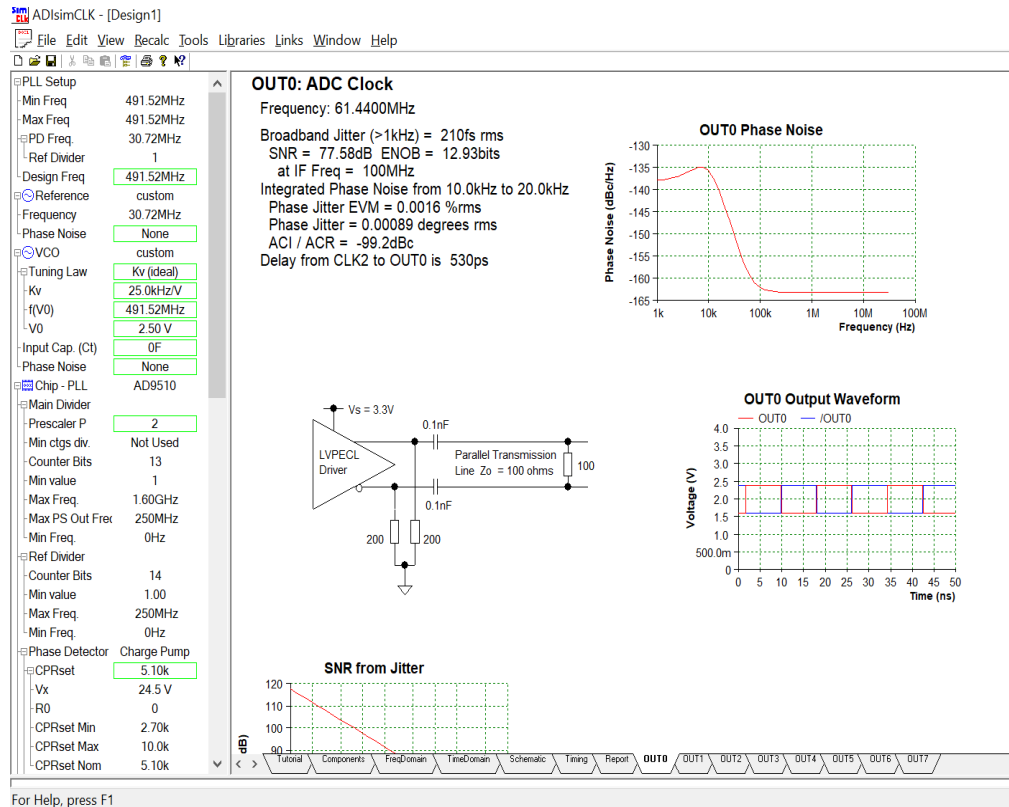 Sim CLK ADIsimCLK - [Design1]
File Edit View Recalc Tools Libraries Links Window Help
PLL Setup
Min Freq 491.52MHz
Max Freq 491.52MHz
PD Freq. 30.72MHz
Ref Divider 1
Design Freq 491.52MHz
Reference custom
Frequency 30.72MHz
Phase Noise None
VCO custom
Tuning Law Kv (ideal)
Kv 25.0kHz/V
f(V0) 491.52MHz
V0 2.50 V
Input Cap. (Ct) 0F
Phase Noise None
Chip - PLL AD9510
Main Divider
Prescaler P 2
Min ctgs div. Not Used
Counter Bits 13
Min value 1
Max Freq. 1.60GHz
Max PS Out Frec 250MHz
Min Freq. 0Hz
Ref Divider
Counter Bits 14
Min value 1.00
Max Freq. 250MHz
Min Freq. 0Hz
Phase Detector Charge Pump
CPRset 5.10k
Vx 24.5 V
R0 0
CPRset Min 2.70k
CPRset Max 10.0k
CPRset Nom 5.10k
OUT0: ADC Clock
Frequency: 61.4400MHz
Broadband Jitter (>1kHz) = 210fs rms
SNR = 77.58dB ENOB = 12.93bits
at IF Freq = 100MHz
Integrated Phase Noise from 10.0kHz to 20.0kHz
Phase Jitter EVM = 0.0016 %rms
Phase Jitter = 0.00089 degrees rms
ACI / ACR = -99.2dBc
Delay from CLK2 to OUT0 is 530ps
OUT0 Phase Noise
Phase Noise (dBc/Hz)
-130
-135
-140
-145
-150
-155
-160
-165
1k 10k 100k 1M 10M 100M
Frequency (Hz)
Vs = 3.3V
LVPECL
Driver
0.1nF
Parallel Transmission
Line Zo = 100 ohms
100
0.1nF
200 200
OUT0 Output Waveform
OUT0 /OUT0
Voltage (V)
4.0
3.5
3.0
2.5
2.0
1.5
1.0
500.0m
0
0 5 10 15 20 25 30 35 40 45 50
Time (ns)
SNR from Jitter
120
110
100
90
dB)
Tutorial Components FreqDomain TimeDomain Schematic Timing Report OUT0 OUT1 OUT2 OUT3 OUT4 OUT5 OUT6 OUT7
For Help, press F1